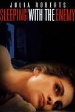 JULIA ROBERTS
SLEEPING WITH THE ENEMY